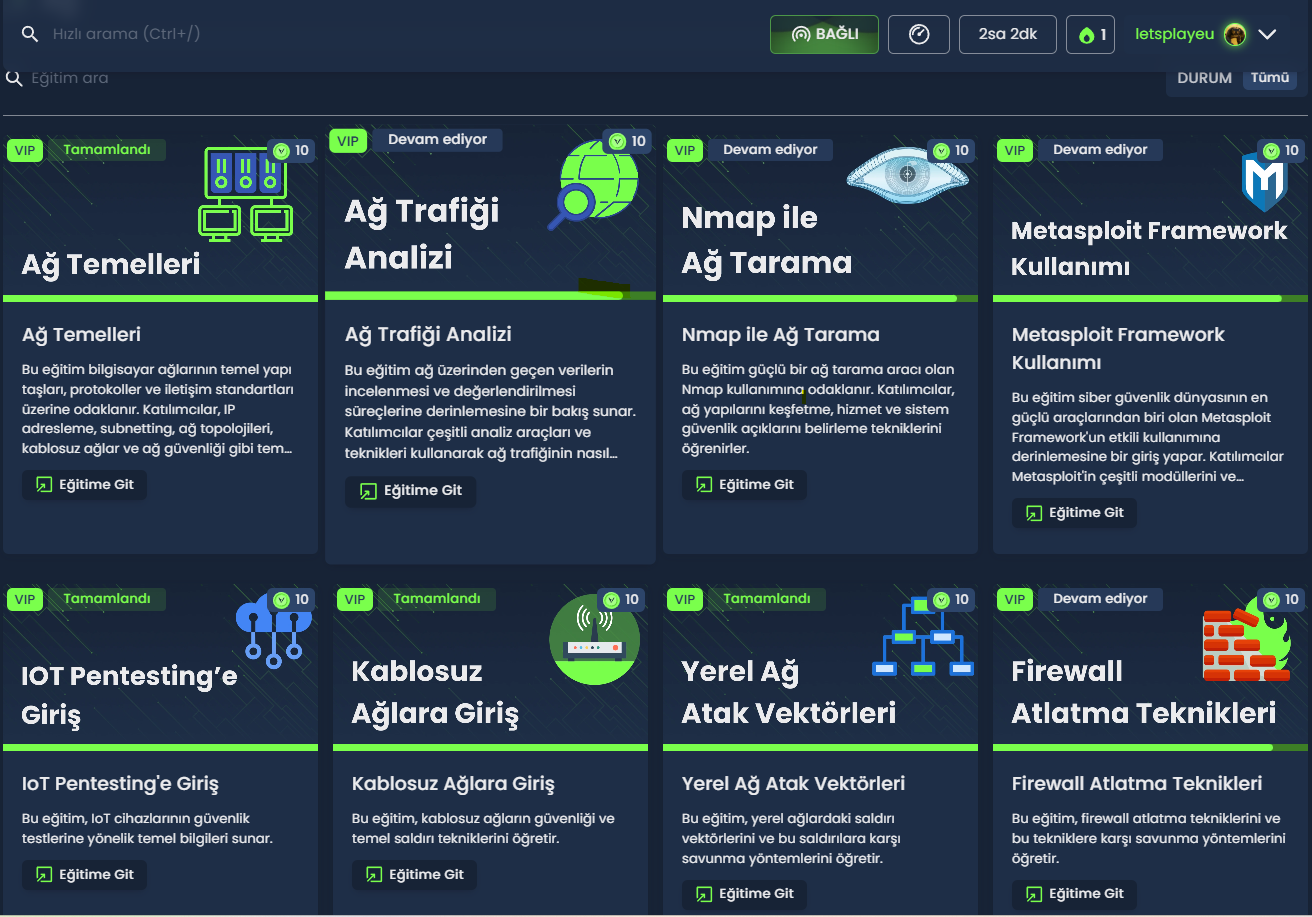 Hızlı arama (Ctrl+/)
BAĞLI
2sa 2dk
1
letsplayeu
Eğitim ara
DURUM
Tümü
VIP
Tamamlandı
10
Ağ Temelleri
Ağ Temelleri
Bu eğitim bilgisayar ağlarının temel yapı
taşları, protokoller ve iletişim standartları
üzerine odaklanır. Katılımcılar, IP
adresleme, subnetting, ağ topolojileri,
kablosuz ağlar ve ağ güvenliği gibi tem...
Eğitime Git
VIP
Devam ediyor
10
Ağ Trafiği
Analizi
Ağ Trafiği Analizi
Bu eğitim ağ üzerinden geçen verilerin
incelenmesi ve değerlendirilmesi
süreçlerine derinlemesine bir bakış sunar.
Katılımcılar çeşitli analiz araçları ve
teknikleri kullanarak ağ trafiğinin nasıl...
Eğitime Git
VIP
Devam ediyor
10
Nmap ile
Ağ Tarama
Nmap ile Ağ Tarama
Bu eğitim güçlü bir ağ tarama aracı olan
Nmap kullanımına odaklanır. Katılımcılar,
ağ yapılarını keşfetme, hizmet ve sistem
güvenlik açıklarını belirleme tekniklerini
öğrenirler.
Eğitime Git
VIP
Devam ediyor
10
M
Metasploit Framework
Kullanımı
Metasploit Framework
Kullanımı
Bu eğitim siber güvenlik dünyasının en
güçlü araçlarından biri olan Metasploit
Framework'un etkili kullanımına
derinlemesine bir giriş yapar. Katılımcılar
Metasploit'in çeşitli modüllerini ve...
Eğitime Git
VIP
Tamamlandı
10
IOT Pentesting’e
Giriş
IoT Pentesting'e Giriş
Bu eğitim, IoT cihazlarının güvenlik
testlerine yönelik temel bilgileri sunar.
Eğitime Git
VIP
Tamamlandı
10
Kablosuz
Ağlara Giriş
Kablosuz Ağlara Giriş
Bu eğitim, kablosuz ağların güvenliği ve
temel saldırı tekniklerini öğretir.
Eğitime Git
VIP
Tamamlandı
10
Yerel Ağ
Atak Vektörleri
Yerel Ağ Atak Vektörleri
Bu eğitim, yerel ağlardaki saldırı
vektörlerini ve bu saldırılara karşı
savunma yöntemlerini öğretir.
Eğitime Git
VIP
Devam ediyor
10
Firewall
Atlatma Teknikleri
Firewall Atlatma Teknikleri
Bu eğitim, firewall atlatma tekniklerini ve
bu tekniklere karşı savunma yöntemlerini
öğretir.
Eğitime Git